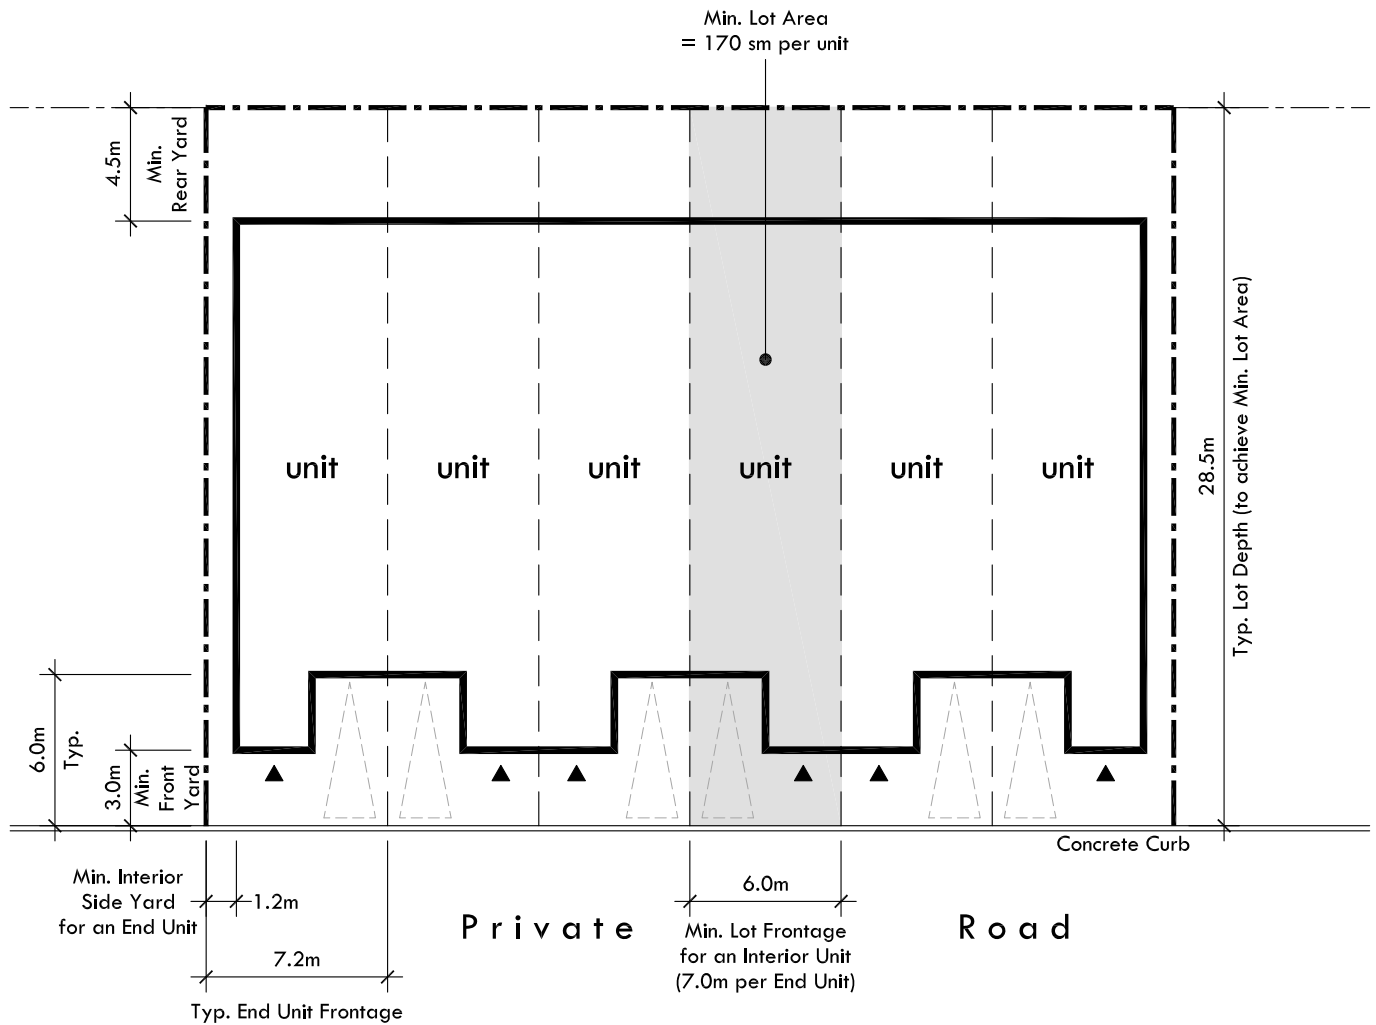 Min. Lot Area
= 170 sm per unit
4.5m
Min.
Rear Yard
unit
unit
unit
unit
unit
unit
28.5m
Typ. Lot Depth (to achieve Min. Lot Area)
6.0m
Typ.
3.0m
Min.
Front
Yard
Concrete Curb
Min. Interior
Side Yard
for an End Unit
1.2m
7.2m
Typ. End Unit Frontage
Private Road
6.0m
Min. Lot Frontage
for an Interior Unit
(7.0m per End Unit)